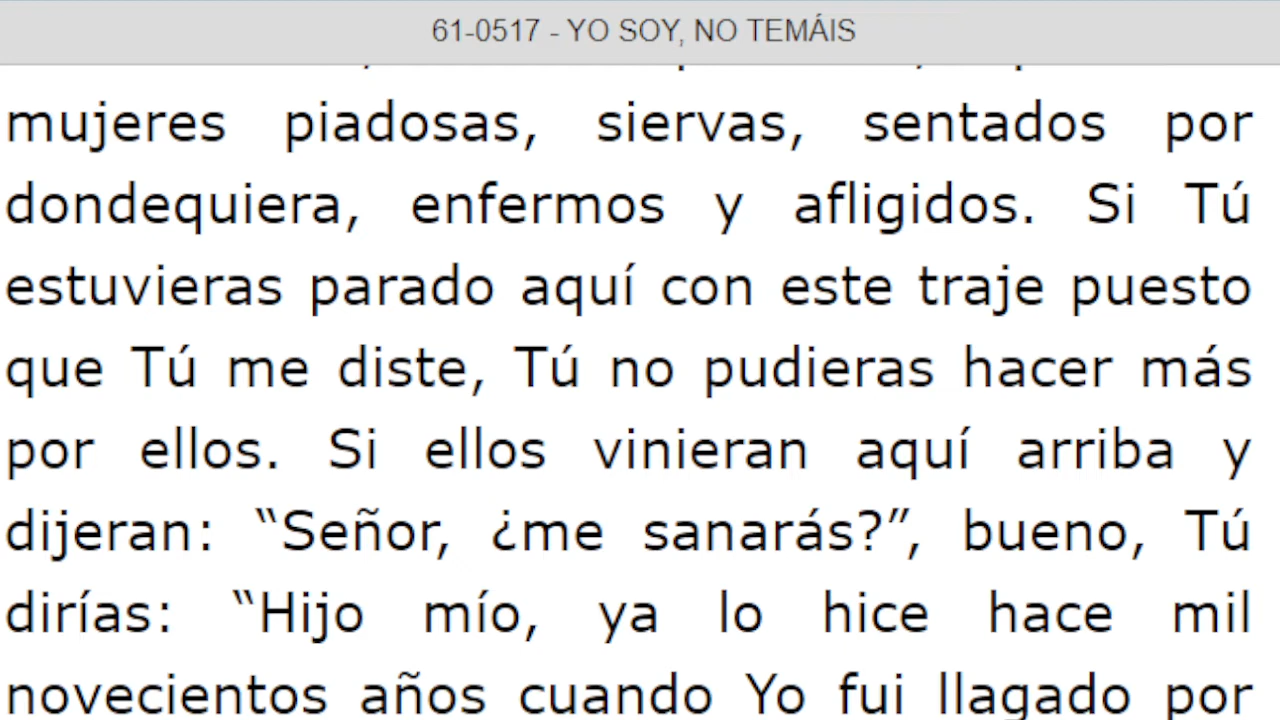 61-0517 - YO SOY, NO TEMÁIS
mujeres piadosas, siervas, sentados por
dondequiera, enfermos y afligidos. Si Tú
estuvieras parado aquí con este traje puesto
que Tú me diste, Tú no pudieras hacer más
por ellos. Si ellos vinieran aquí arriba y
dijeran: “Señor, ¿me sanarás?”, bueno, Tú
dirías: “Hijo mío, ya lo hice hace mil
novecientos años cuando Yo fui llagado por